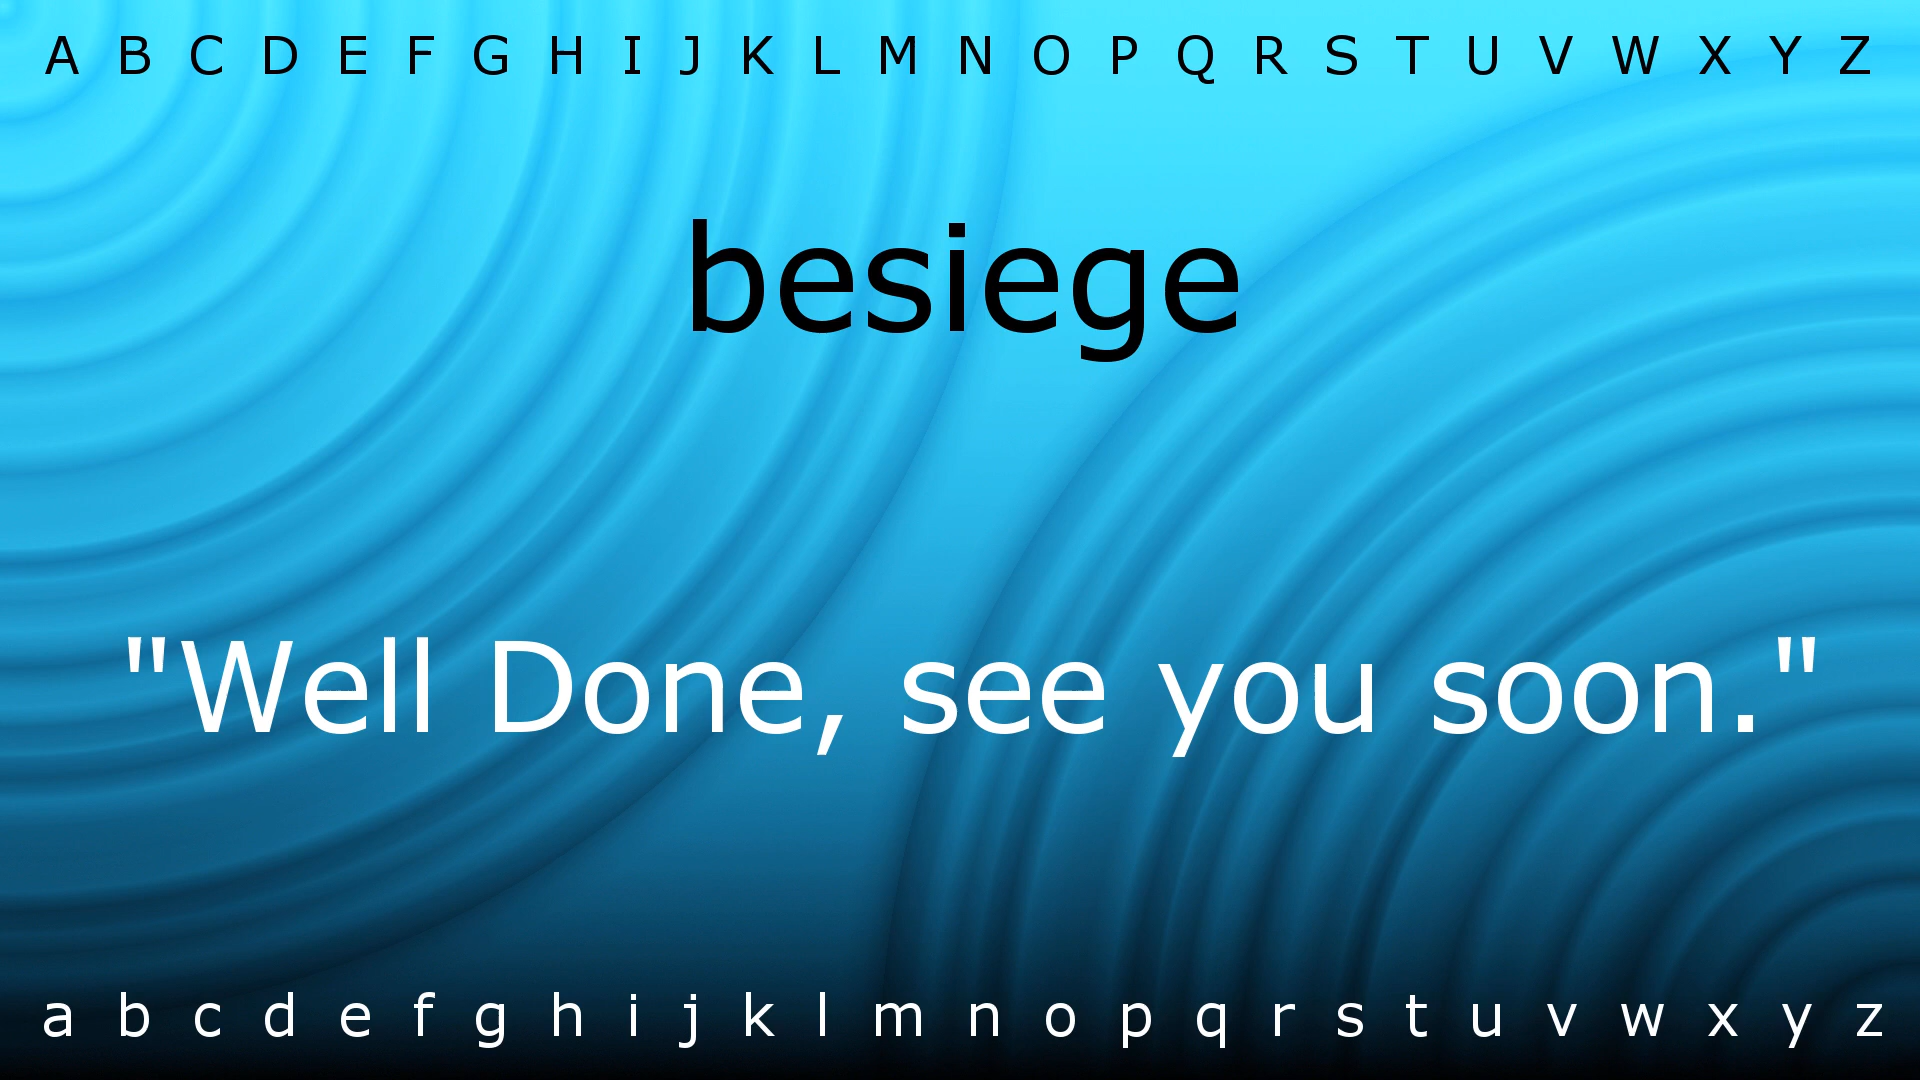 A B C D E F G H I J K L M N O P Q R S T U V W X Y Z
besiege
"Well Done, see you soon."
a b c d e f g h i j k l m n o p q r s t u v w x y z